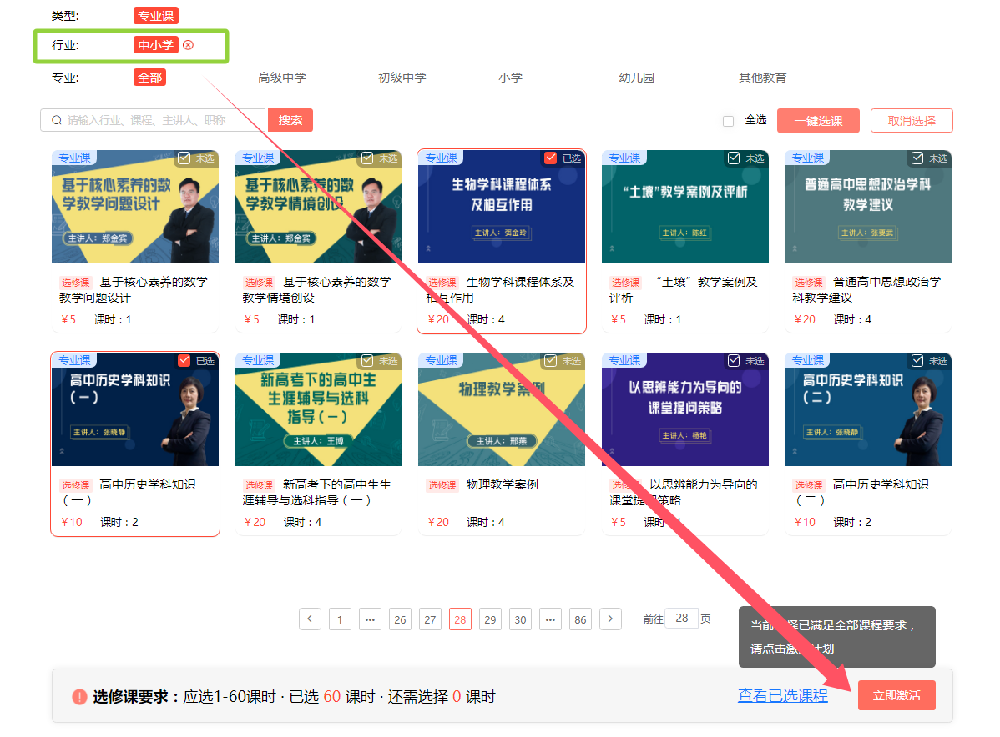 类型: 专业课
行业: 中小学
专业: 全部 高级中学 初级中学 小学 幼儿园 其他教育
请输入行业、课程、主讲人、职称 搜索 全选 一键选课 取消选择
专业课 未选
基于核心素养的数
学教学问题设计
主讲人：郑金宾
选修课 基于核心素养的数学
教学问题设计
￥5 课时：1
专业课 未选
基于核心素养的数
学教学情境创设
主讲人：郑金宾
选修课 基于核心素养的数学
教学情境创设
￥5 课时：1
专业课 已选
生物学科课程体系
及相互作用
主讲人：弭金玲
选修课 生物学科课程体系及
相互作用
￥20 课时：4
专业课 未选
“土壤”教学案例及评析
主讲人：陈红
选修课 “土壤”教学案例及
评析
￥5 课时：1
专业课 未选
普通高中思想政治学科
教学建议
主讲人：张要武
选修课 普通高中思想政治学
科教学建议
￥20 课时：4
专业课 已选
高中历史学科知识
（一）
主讲人：张晓静
选修课 高中历史学科知识
（一）
￥10 课时：2
专业课 未选
新高考下的高中生
生涯辅导与选科
指导（一）
主讲人：王博
选修课 新高考下的高中生生
涯辅导与选科指导（一）
￥20 课时：4
专业课 未选
物理教学案例
主讲人：邢燕
选修课 物理教学案例
￥20 课时：4
专业课 未选
以思辨能力为导向的
课堂提问策略
主讲人：杨艳
选修课 以思辨能力为导向的
课堂提问策略
￥5 课时：1
专业课 未选
高中历史学科知识
（二）
主讲人：张晓静
选修课 高中历史学科知识
（二）
￥10 课时：2
1 ··· 26 27 28 29 30 ··· 86 前往 28 页
当前选择已满足全部课程要求，
请点击激活计划
选修课要求：应选1-60课时 · 已选 60 课时 · 还需选择 0 课时 查看已选课程 立即激活